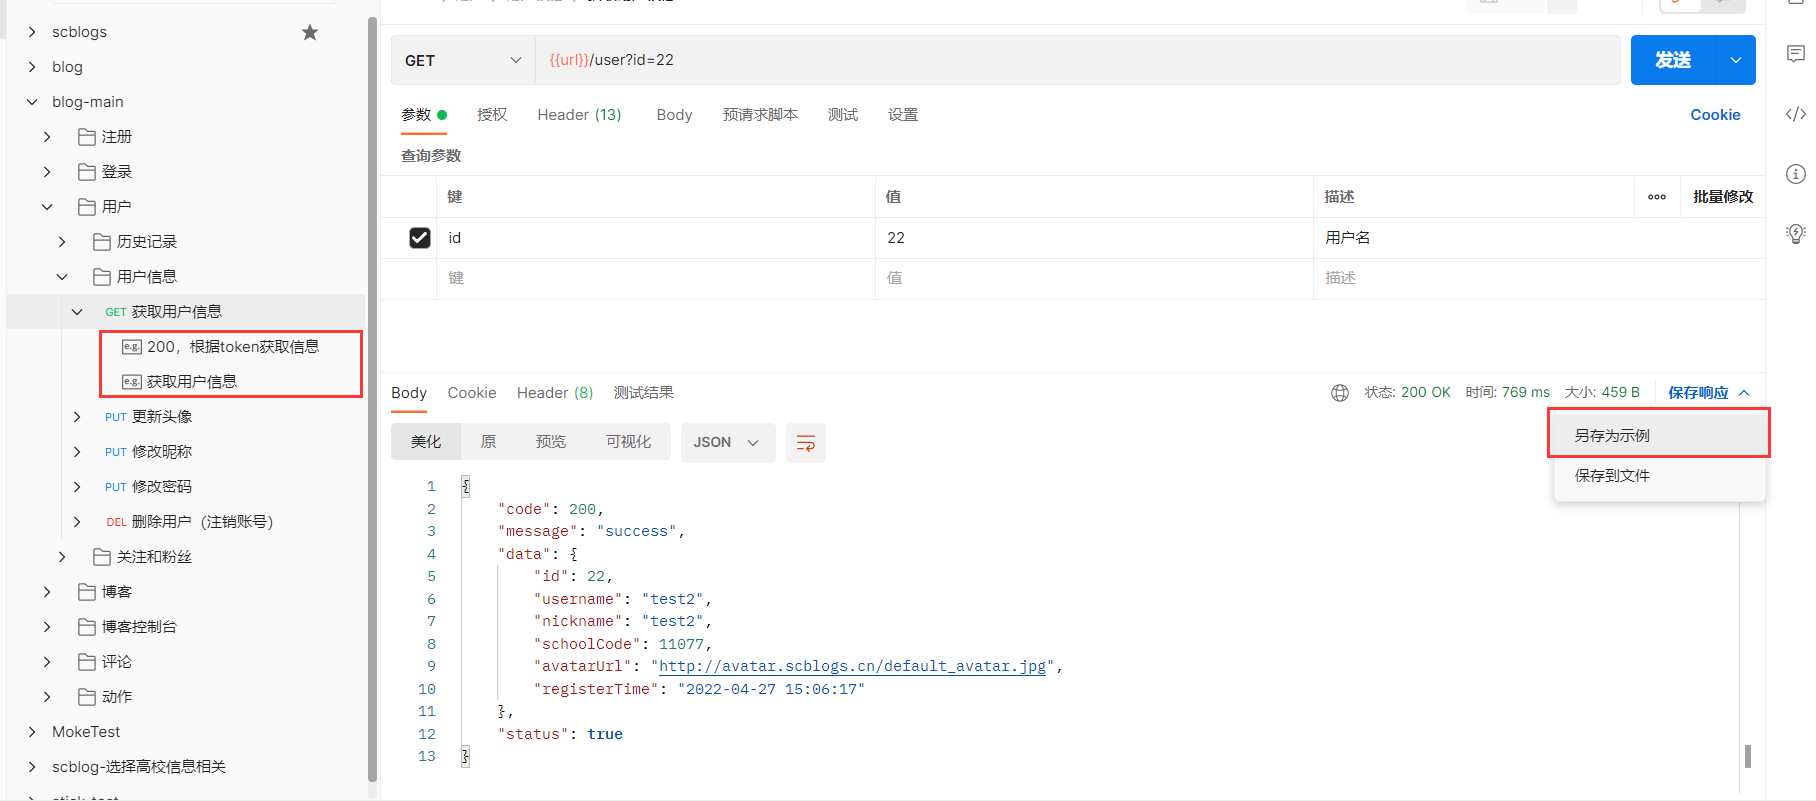 scblogs
blog
blog-main
注册
登录
用户
历史记录
用户信息
GET 获取用户信息
e.g. 200，根据token获取信息
e.g. 获取用户信息
PUT 更新头像
PUT 修改昵称
PUT 修改密码
DEL 删除用户（注销账号）
关注和粉丝
博客
博客控制台
评论
动作
MokeTest
scblog-选择高校信息相关
GET {{url}}/user?id=22 发送
参数 授权 Header (13) Body 预请求脚本 测试 设置 Cookie
查询参数
键 值 描述 批量修改
id 22 用户名
键 值 描述
Body Cookie Header (8) 测试结果 状态: 200 OK 时间: 769 ms 大小: 459 B 保存响应
另存为示例
保存到文件
美化 原 预览 可视化 JSON
1 {
2 "code": 200,
3 "message": "success",
4 "data": {
5 "id": 22,
6 "username": "test2",
7 "nickname": "test2",
8 "schoolCode": 11077,
9 "avatarUrl": "http://avatar.scblogs.cn/default_avatar.jpg",
10 "registerTime": "2022-04-27 15:06:17"
11 },
12 "status": true
13 }